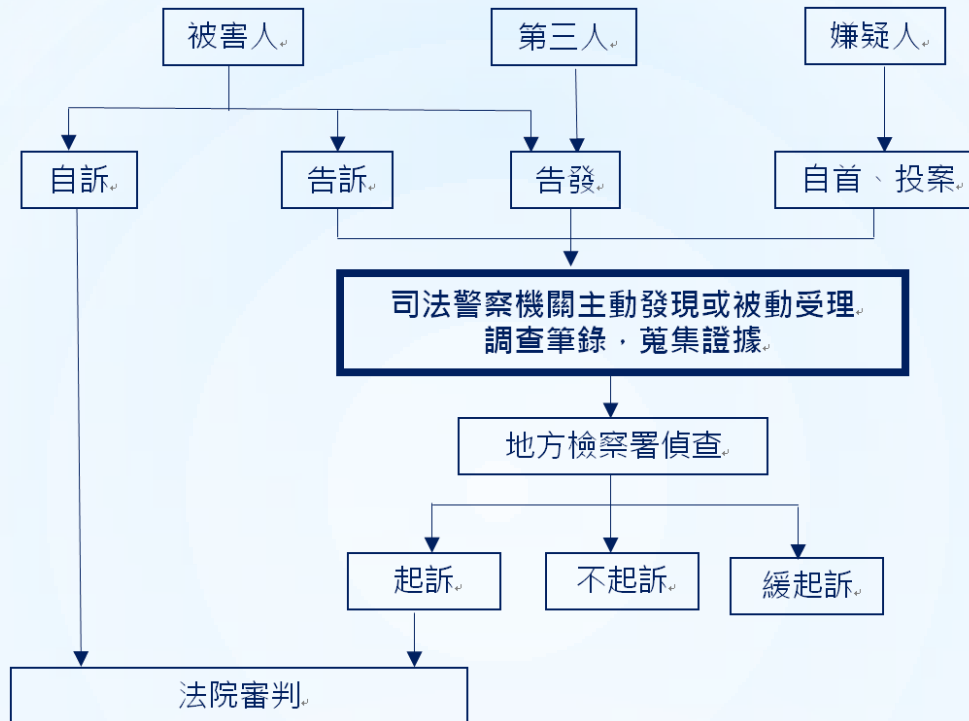 被害人
第三人
嫌疑人
自訴
告訴
告發
自首、投案
司法警察機關主動發現或被動受理
調查筆錄，蒐集證據
地方檢察署偵查
起訴
不起訴
緩起訴
法院審判